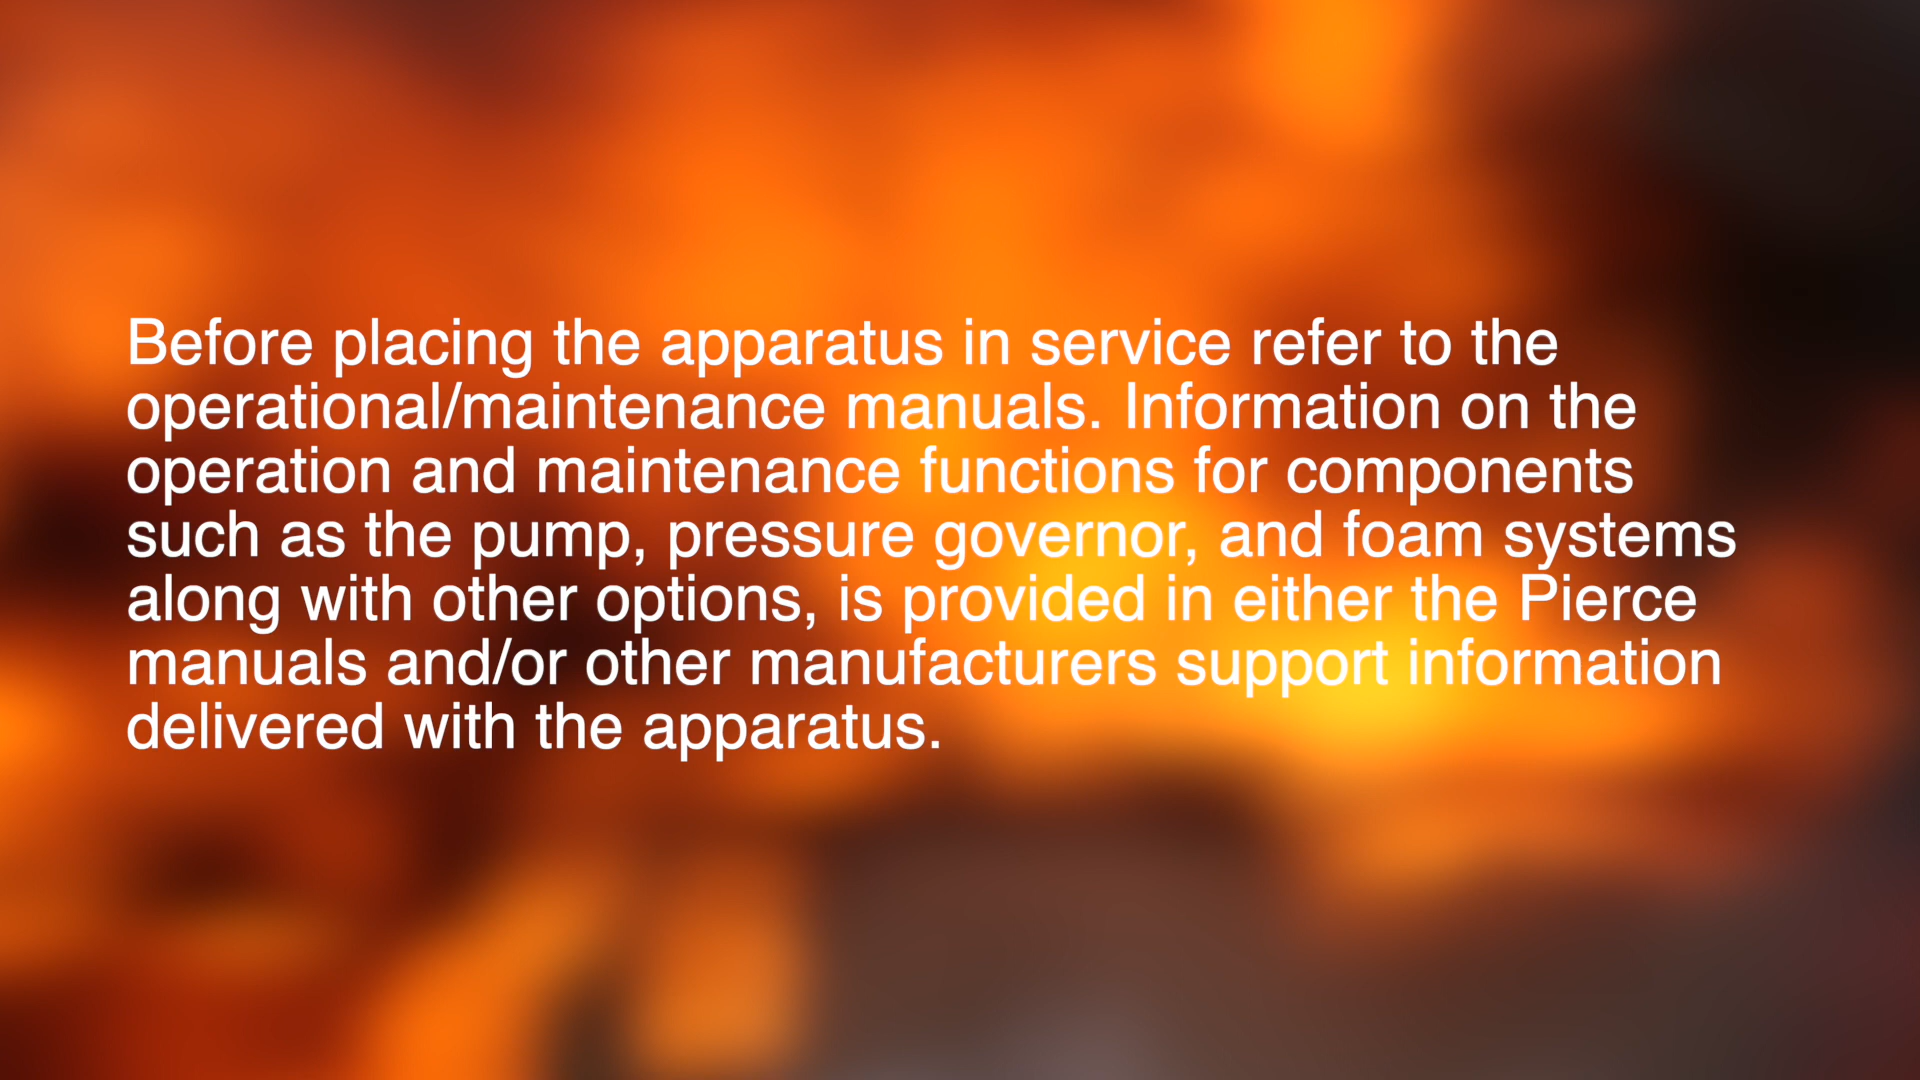 Before placing the apparatus in service refer to the
operational/maintenance manuals. Information on the
operation and maintenance functions for components
such as the pump, pressure governor, and foam systems
along with other options, is provided in either the Pierce
manuals and/or other manufacturers support information
delivered with the apparatus.